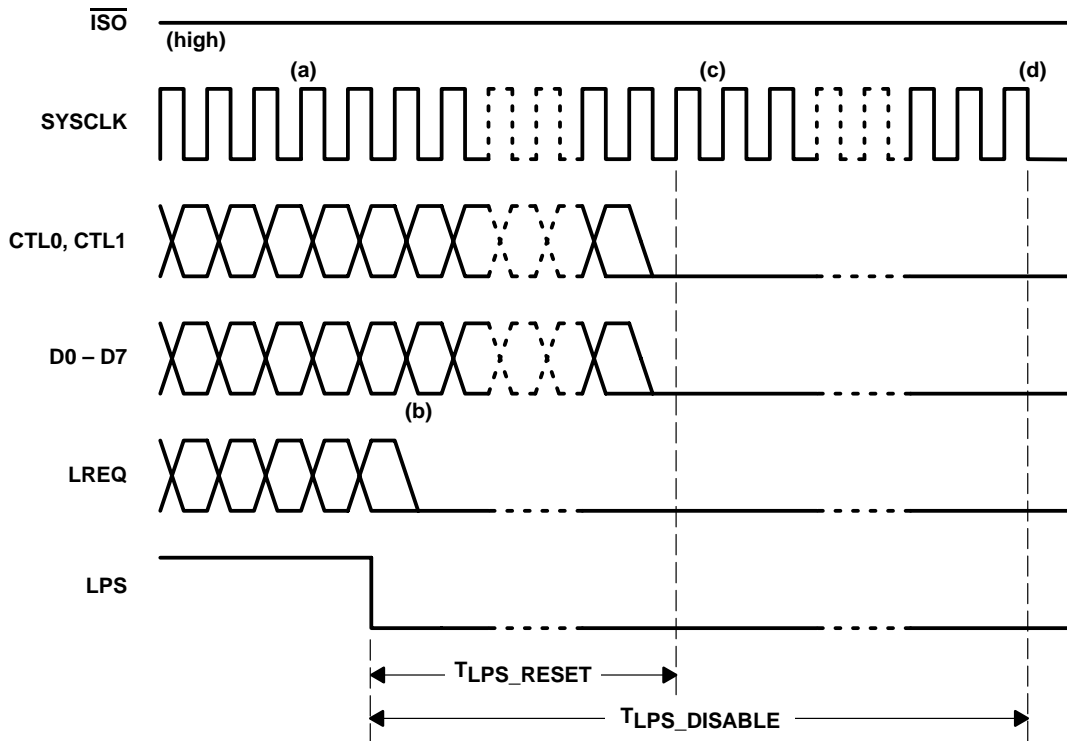 ISO
(high)
(a)
(c)
(d)
SYSCLK
CTL0, CTL1
D0 – D7
(b)
LREQ
LPS
TLPS_RESET
TLPS_DISABLE